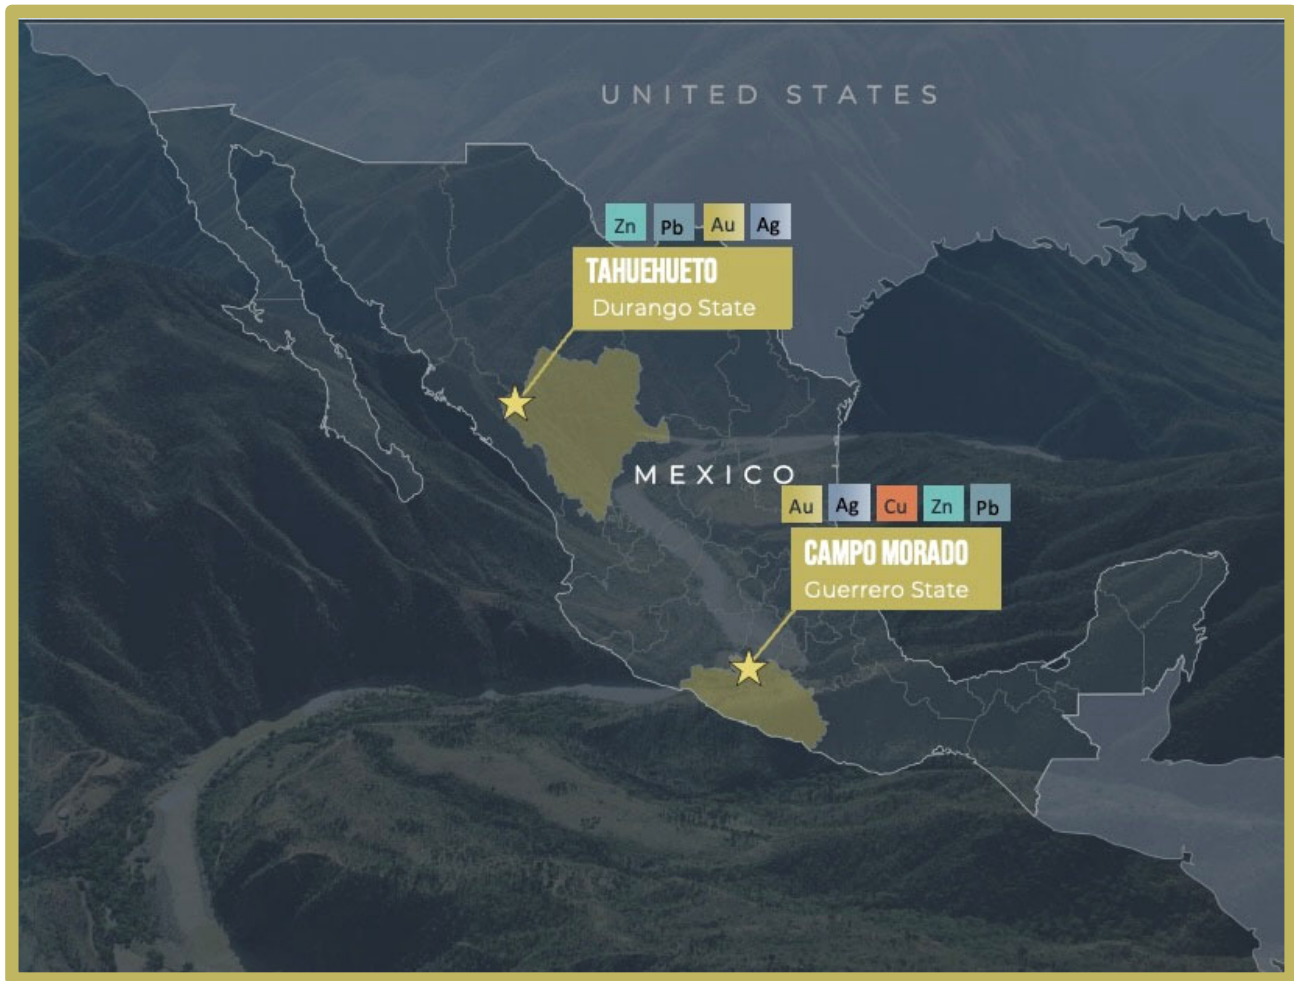 UNITED STATES
Zn Pb Au Ag
TAHUEHUETO
Durango State
MEXICO
Au Ag Cu Zn Pb
CAMPO MORADO
Guerrero State